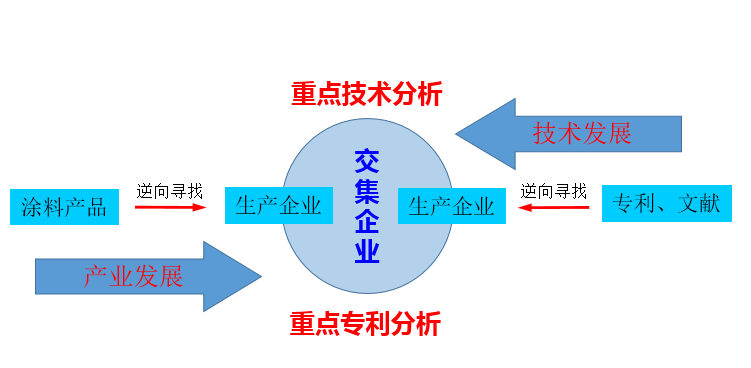 重点技术分析
技术发展
交集企业
涂料产品
逆向寻找
生产企业
生产企业
逆向寻找
专利、文献
产业发展
重点专利分析